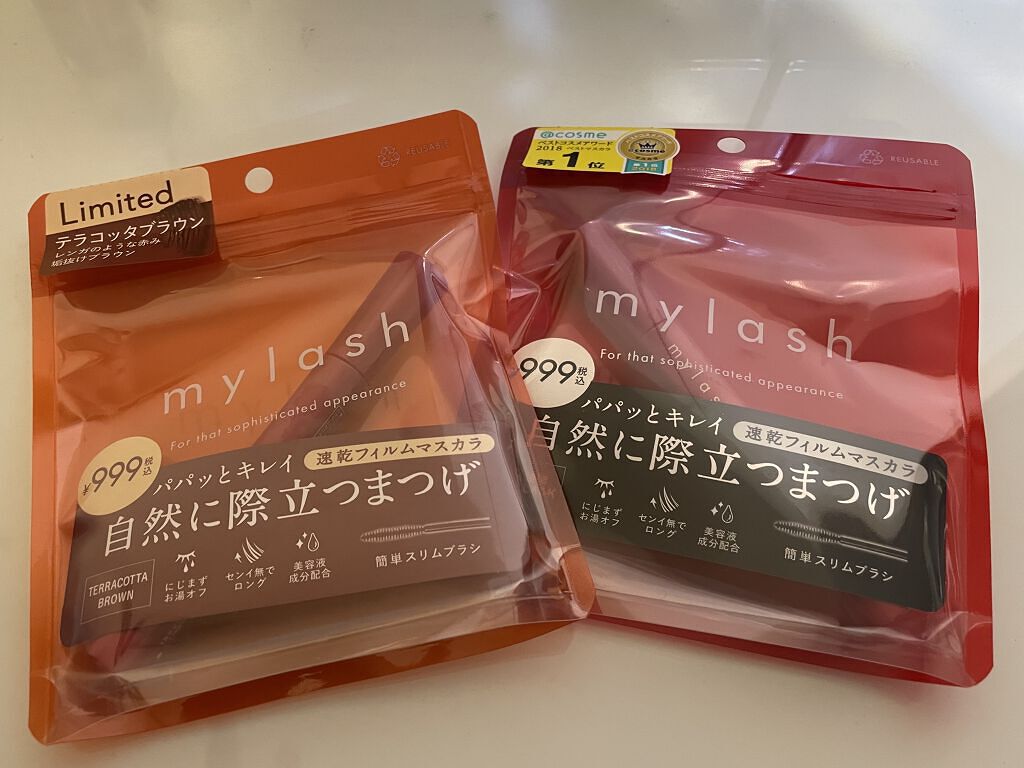 Limited
テラコッタブラウン
レンガのような赤み
垢抜けブラウン
REUSABLE
mylash
For that sophisticated appearance
¥999税込
パパッとキレイ
速乾フィルムマスカラ
自然に際立つまつげ
TERRACOTTA
BROWN
にじまず
お湯オフ
センイ無で
ロング
美容液
成分配合
簡単スリムブラシ
@cosme
ベストコスメアワード
2018 ベストマスカラ
第1位
@cosme
第1位
2018
REUSABLE
mylash
For that sophisticated appearance
mylas
999税込
パパッとキレイ
速乾フィルムマスカラ
自然に際立つまつげ
にじまず
お湯オフ
センイ無で
ロング
美容液
成分配合
簡単スリムブラシ